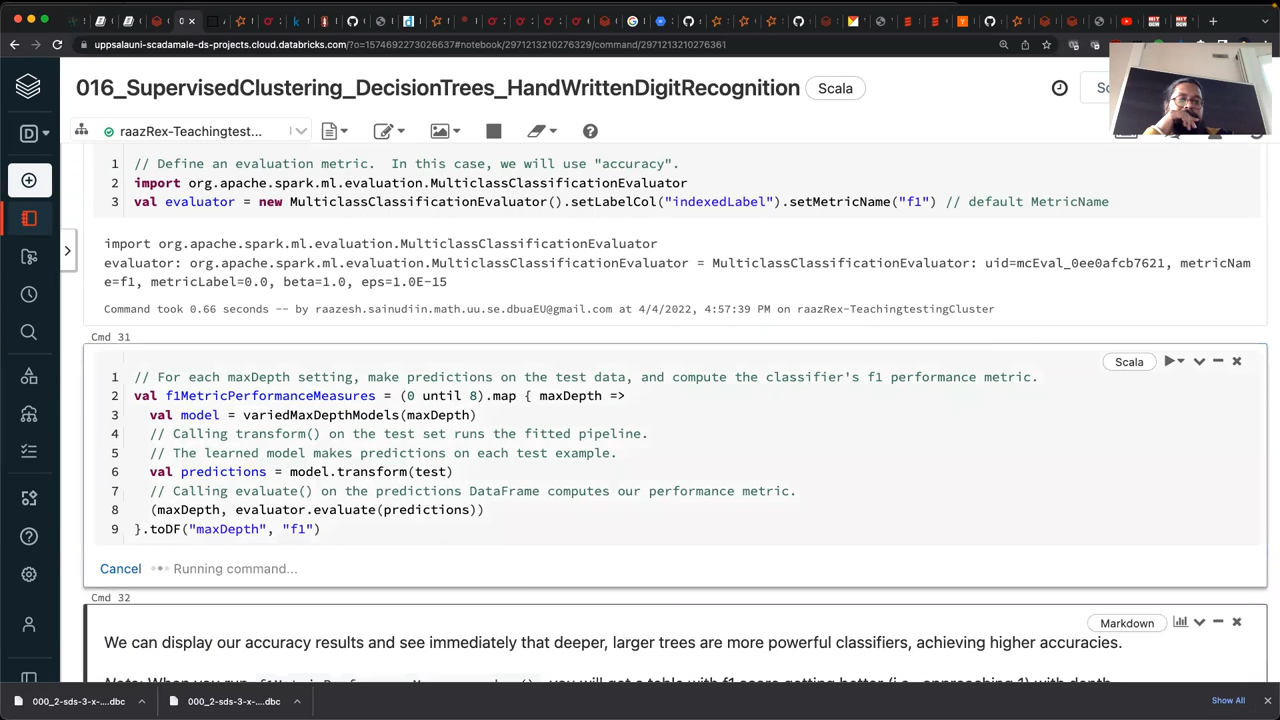 uppsalauni-scadamale-ds-projects.cloud.databricks.com/?o=1574692273026637#notebook/2971213210276329/command/2971213210276361
016_SupervisedClustering_DecisionTrees_HandWrittenDigitRecognition Scala
raazRex-Teachingtest...
1 // Define an evaluation metric.  In this case, we will use "accuracy".
2 import org.apache.spark.ml.evaluation.MulticlassClassificationEvaluator
3 val evaluator = new MulticlassClassificationEvaluator().setLabelCol("indexedLabel").setMetricName("f1") // default MetricName
import org.apache.spark.ml.evaluation.MulticlassClassificationEvaluator
evaluator: org.apache.spark.ml.evaluation.MulticlassClassificationEvaluator = MulticlassClassificationEvaluator: uid=mcEval_0ee0afcb7621, metricNam
e=f1, metricLabel=0.0, beta=1.0, eps=1.0E-15
Command took 0.66 seconds -- by raazesh.sainudiin.math.uu.se.dbuaEU@gmail.com at 4/4/2022, 4:57:39 PM on raazRex-TeachingtestingCluster
Cmd 31
Scala
1 // For each maxDepth setting, make predictions on the test data, and compute the classifier's f1 performance metric.
2 val f1MetricPerformanceMeasures = (0 until 8).map { maxDepth =>
3 val model = variedMaxDepthModels(maxDepth)
4 // Calling transform() on the test set runs the fitted pipeline.
5 // The learned model makes predictions on each test example.
6 val predictions = model.transform(test)
7 // Calling evaluate() on the predictions DataFrame computes our performance metric.
8 (maxDepth, evaluator.evaluate(predictions))
9 }.toDF("maxDepth", "f1")
Cancel Running command...
Cmd 32
Markdown
We can display our accuracy results and see immediately that deeper, larger trees are more powerful classifiers, achieving higher accuracies.
000_2-sds-3-x-....dbc 000_2-sds-3-x-....dbc Show All